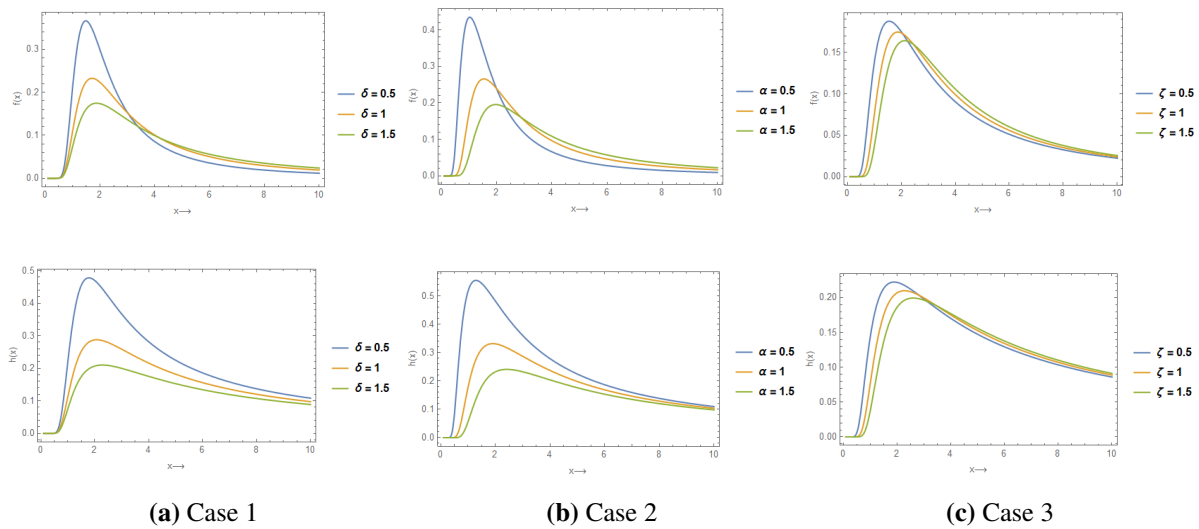 f(x)
0.3
0.2
0.1
0.0
0 2 4 6 8 10
x→
δ = 0.5
δ = 1
δ = 1.5
f(x)
0.4
0.3
0.2
0.1
0.0
0 2 4 6 8 10
x→
α = 0.5
α = 1
α = 1.5
f(x)
0.15
0.10
0.05
0.00
0 2 4 6 8 10
x→
ζ = 0.5
ζ = 1
ζ = 1.5
h(x)
0.5
0.4
0.3
0.2
0.1
0.0
0 2 4 6 8 10
x→
δ = 0.5
δ = 1
δ = 1.5
h(x)
0.5
0.4
0.3
0.2
0.1
0.0
0 2 4 6 8 10
x→
α = 0.5
α = 1
α = 1.5
h(x)
0.20
0.15
0.10
0.05
0.00
0 2 4 6 8 10
x→
ζ = 0.5
ζ = 1
ζ = 1.5
(a) Case 1
(b) Case 2
(c) Case 3